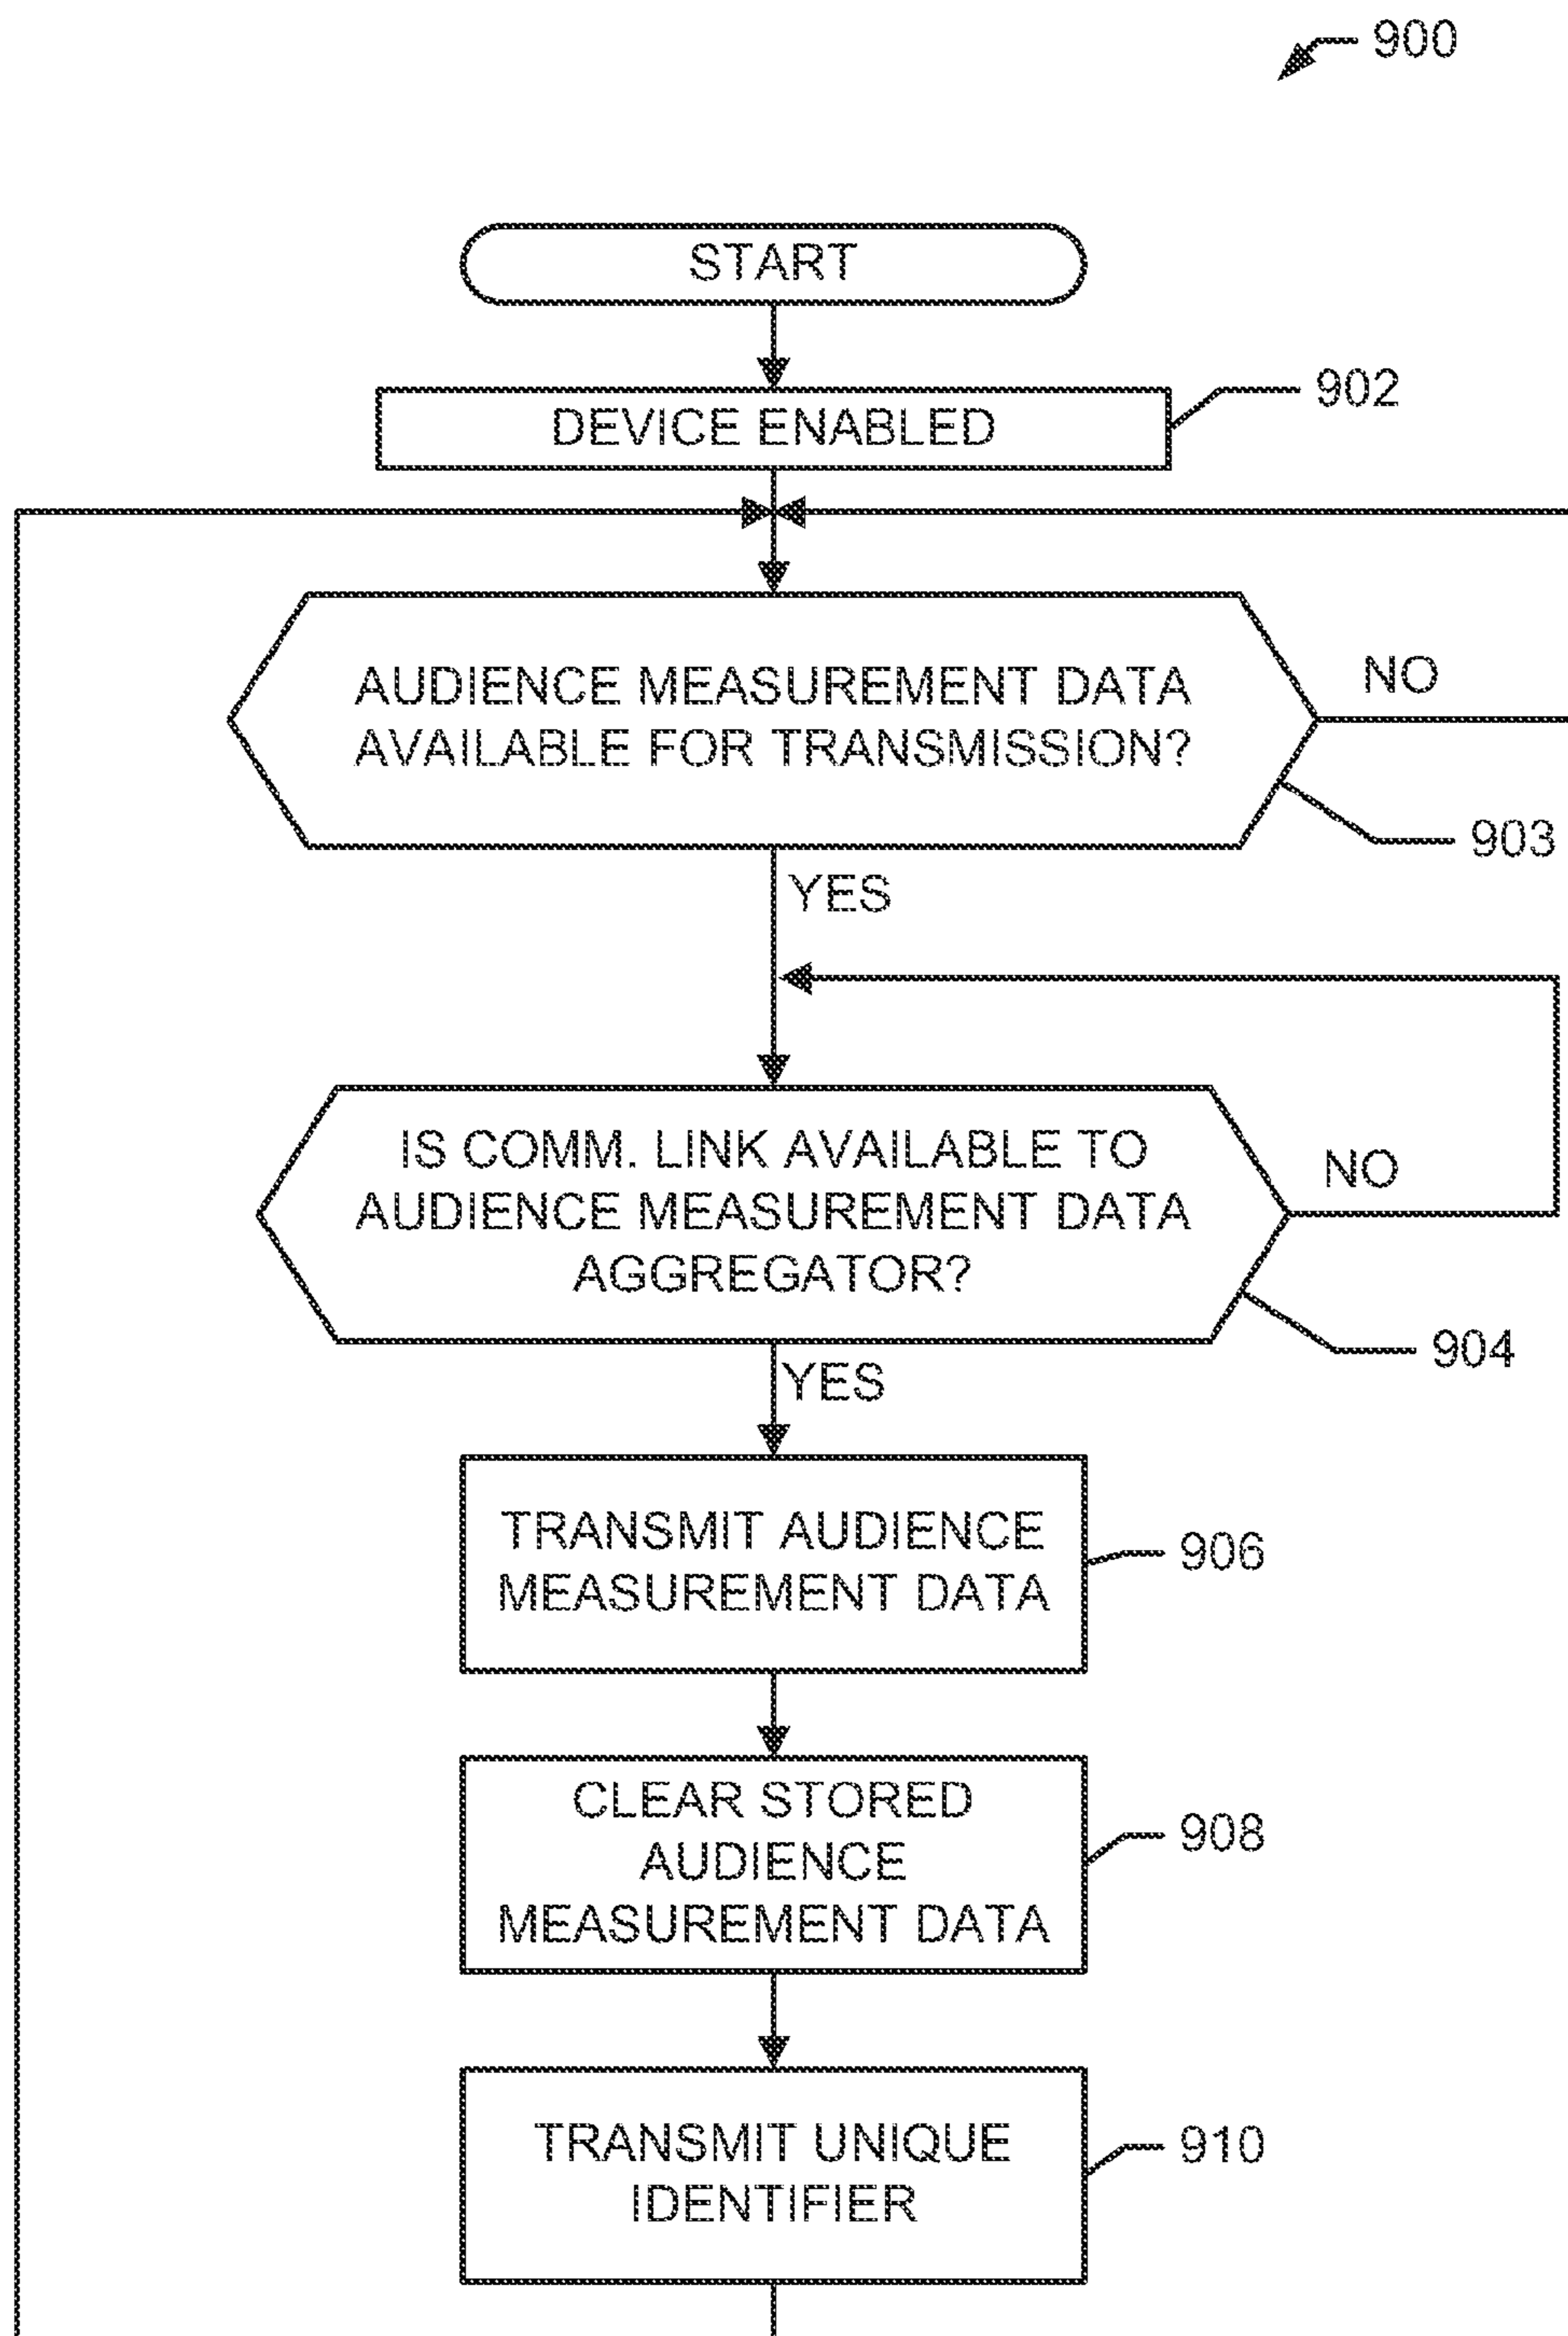 900
START
DEVICE ENABLED
902
AUDIENCE MEASUREMENT DATA
AVAILABLE FOR TRANSMISSION?
NO
903
YES
IS COMM. LINK AVAILABLE TO
AUDIENCE MEASUREMENT DATA
AGGREGATOR?
NO
904
YES
TRANSMIT AUDIENCE
MEASUREMENT DATA
906
CLEAR STORED
AUDIENCE
MEASUREMENT DATA
908
TRANSMIT UNIQUE
IDENTIFIER
910